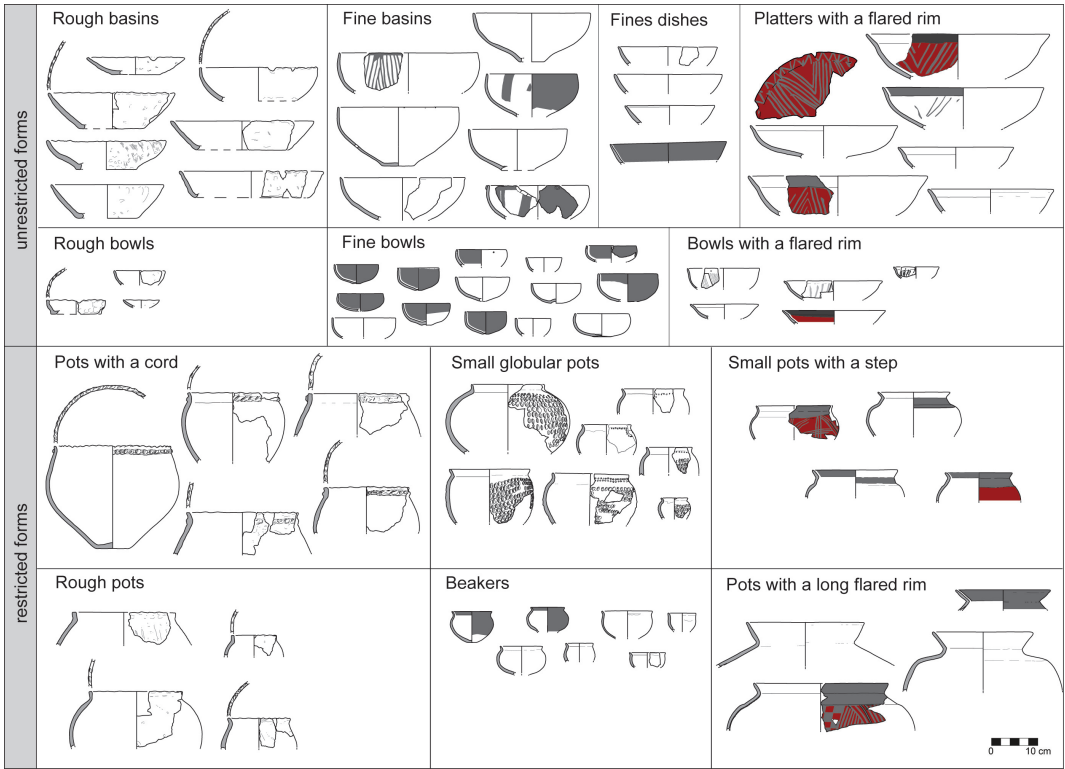 unrestricted forms
Rough basins
Fine basins
Fines dishes
Platters with a flared rim
Rough bowls
Fine bowls
Bowls with a flared rim
restricted forms
Pots with a cord
Small globular pots
Small pots with a step
Rough pots
Beakers
Pots with a long flared rim
0 10 cm